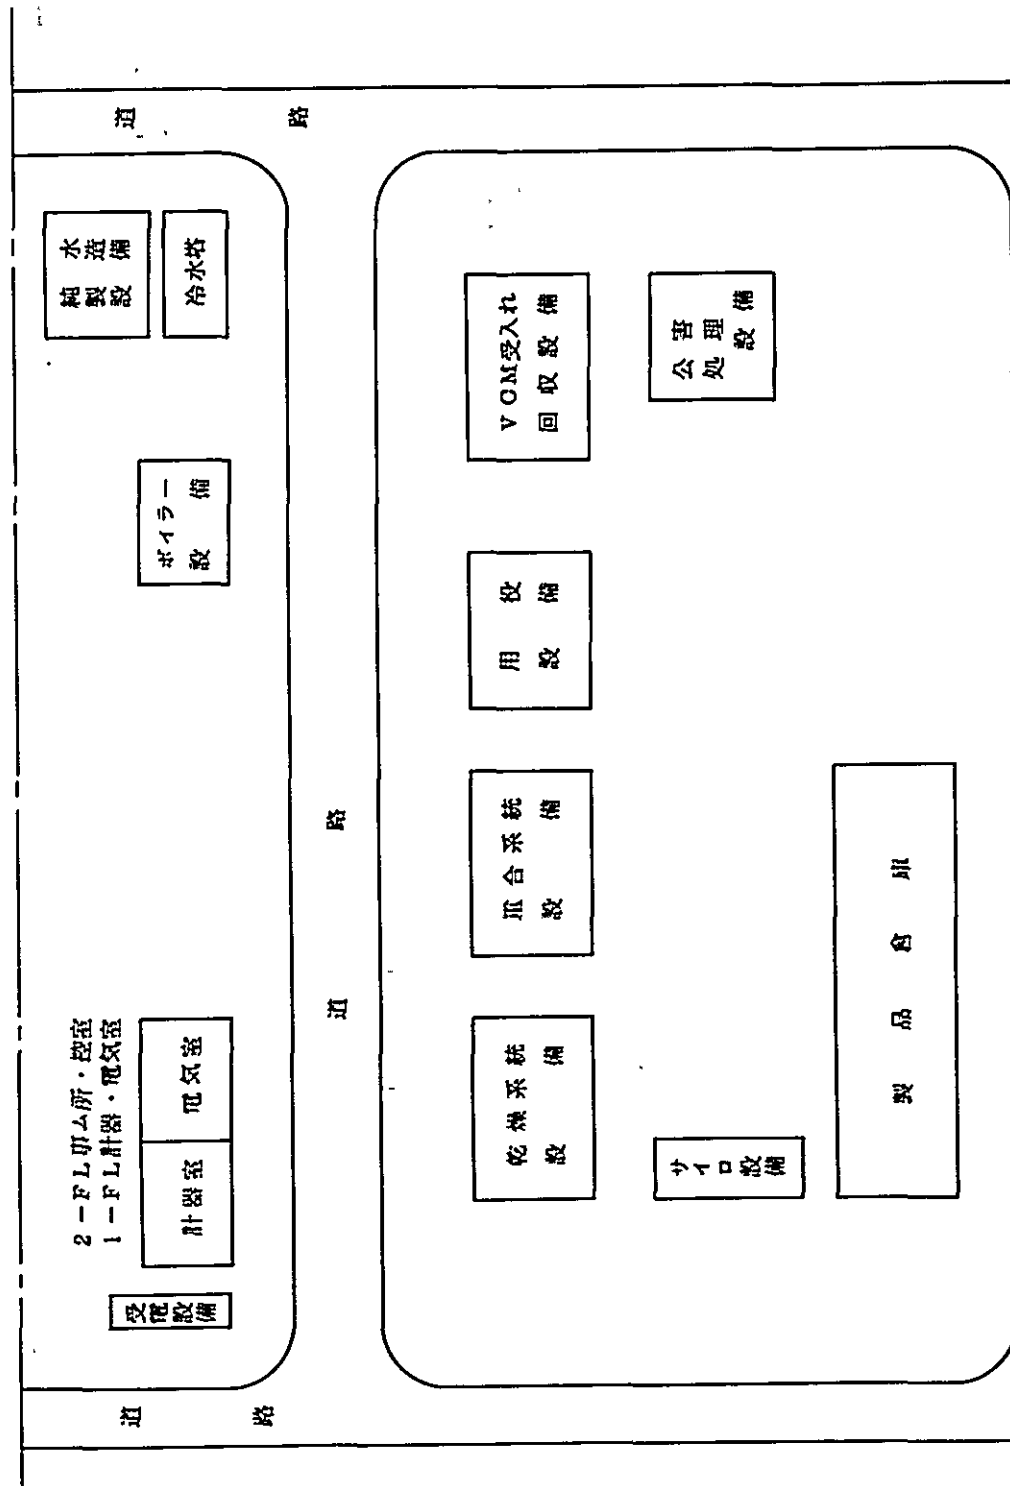 道路
受電設備
2－FL事ム所・控室
1－FL計器・電気室
計器室
電気室
ボイラー
設備
純水
製造
設備
冷水塔
道路
道路
乾燥系統
設備
重合系統
設備
用役
設備
VCM受入れ
回収設備
サイロ設備
公害
処理
設備
製品倉庫